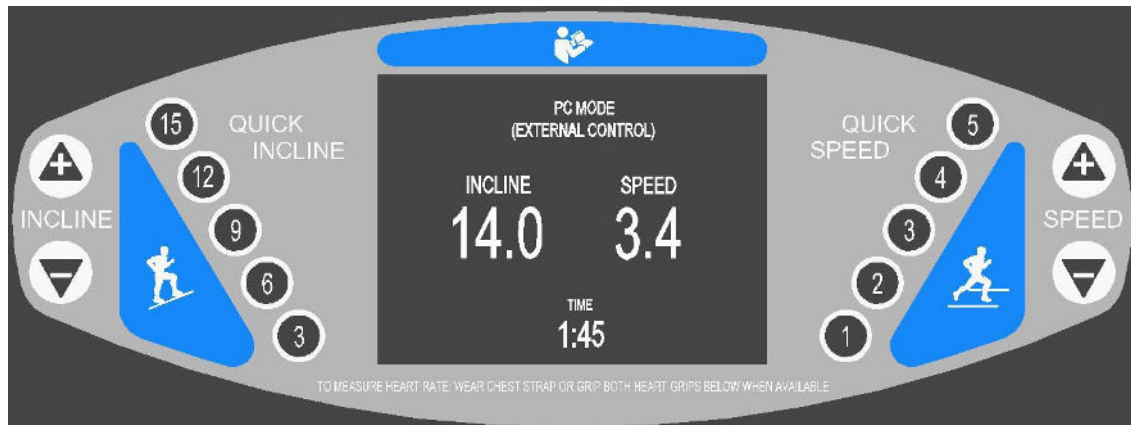 PC MODE
(EXTERNAL CONTROL)
15
QUICK
INCLINE
12
9
6
3
INCLINE
INCLINE
14.0
SPEED
3.4
TIME
1:45
QUICK
SPEED
5
4
3
2
1
SPEED
TO MEASURE HEART RATE, WEAR CHEST STRAP OR GRIP BOTH HEART GRIPS BELOW WHEN AVAILABLE